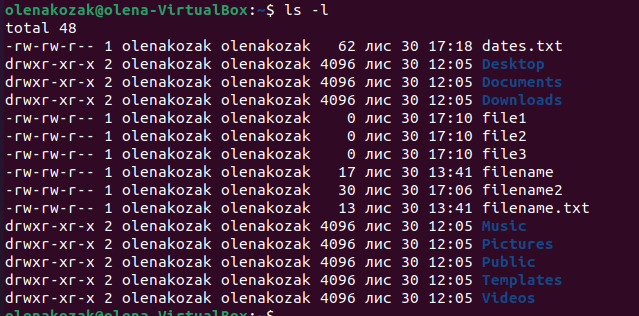 olenakozak@olena-VirtualBox:~$ ls -l
total 48
-rw-rw-r-- 1 olenakozak olenakozak   62 лис 30 17:18 dates.txt
drwxr-xr-x 2 olenakozak olenakozak 4096 лис 30 12:05 Desktop
drwxr-xr-x 2 olenakozak olenakozak 4096 лис 30 12:05 Documents
drwxr-xr-x 2 olenakozak olenakozak 4096 лис 30 12:05 Downloads
-rw-rw-r-- 1 olenakozak olenakozak    0 лис 30 17:10 file1
-rw-rw-r-- 1 olenakozak olenakozak    0 лис 30 17:10 file2
-rw-rw-r-- 1 olenakozak olenakozak    0 лис 30 17:10 file3
-rw-rw-r-- 1 olenakozak olenakozak   17 лис 30 13:41 filename
-rw-rw-r-- 1 olenakozak olenakozak   30 лис 30 17:06 filename2
-rw-rw-r-- 1 olenakozak olenakozak   13 лис 30 13:41 filename.txt
drwxr-xr-x 2 olenakozak olenakozak 4096 лис 30 12:05 Music
drwxr-xr-x 2 olenakozak olenakozak 4096 лис 30 12:05 Pictures
drwxr-xr-x 2 olenakozak olenakozak 4096 лис 30 12:05 Public
drwxr-xr-x 2 olenakozak olenakozak 4096 лис 30 12:05 Templates
drwxr-xr-x 2 olenakozak olenakozak 4096 лис 30 12:05 Videos
olenakozak@olena-VirtualBox:~$